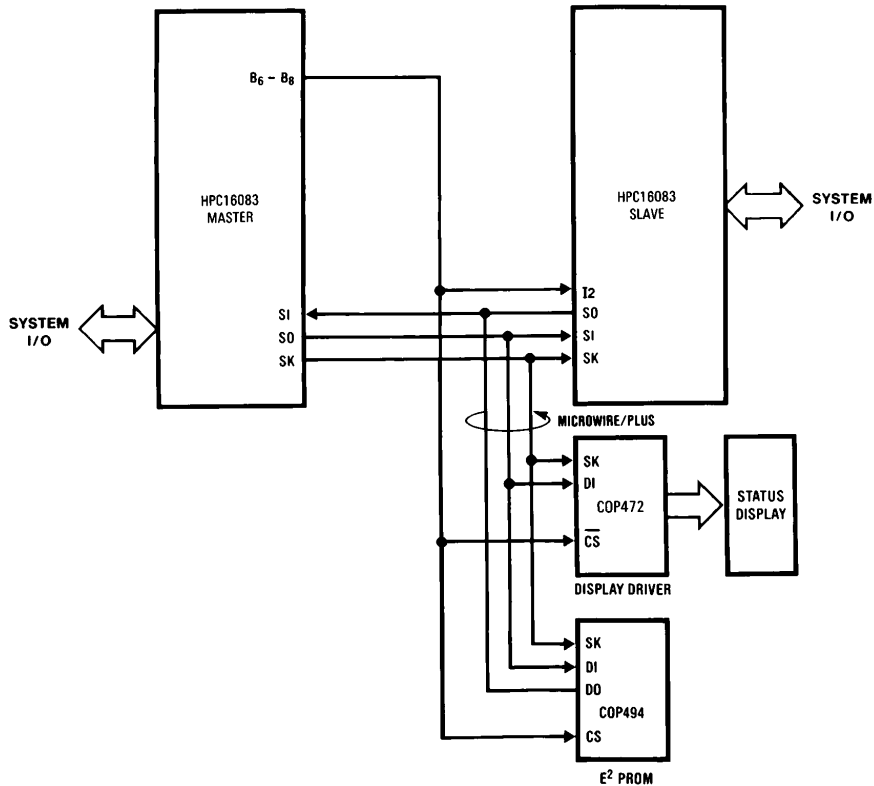 B6 – B8
HPC16083
MASTER
SYSTEM
I/O
SI
SO
SK
HPC16083
SLAVE
SYSTEM
I/O
I2
SO
SI
SK
MICROWIRE/PLUS
SK
DI
COP472
C̅S̅
DISPLAY DRIVER
STATUS
DISPLAY
SK
DI
DO
COP494
CS
E² PROM